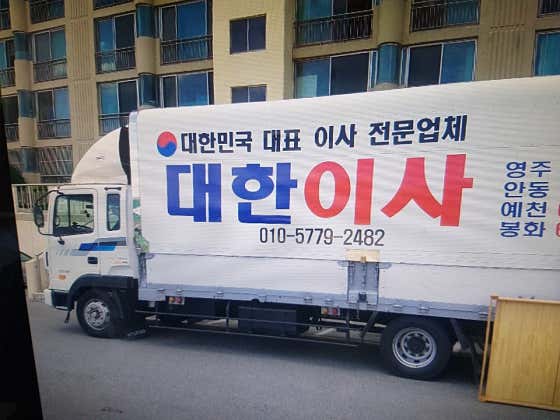 대한민국 대표 이사 전문업체
대한이사
010-5779-2482
영주
안동
예천
봉화